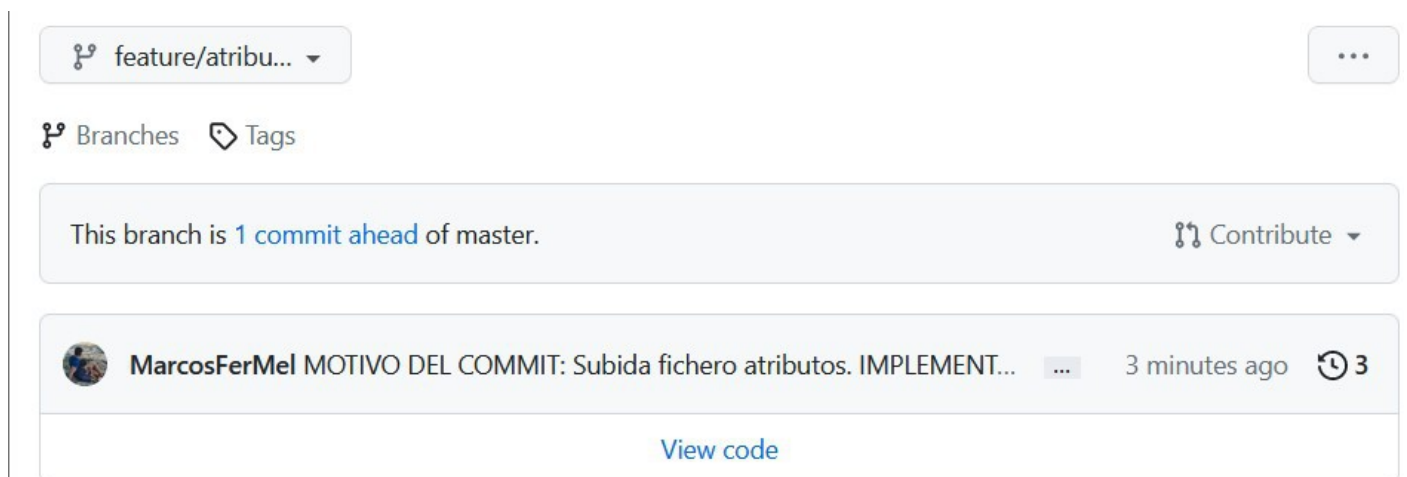 feature/atribu...
...
Branches Tags
This branch is 1 commit ahead of master. Contribute
MarcosFerMel MOTIVO DEL COMMIT: Subida fichero atributos. IMPLEMENT... ... 3 minutes ago 3
View code